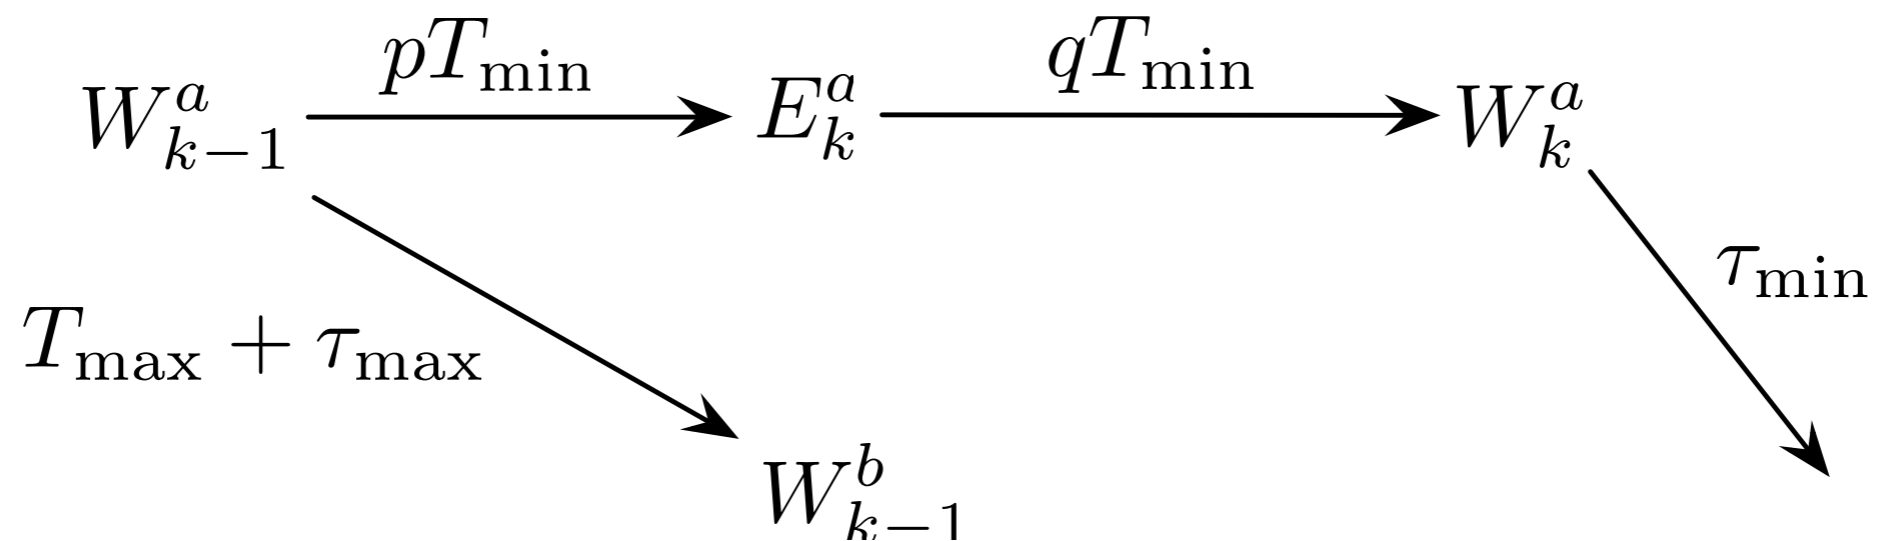 pT_min qT_min
W^a_{k−1} E^a_k W^a_k
τ_min
T_max + τ_max
W^b_{k−1}